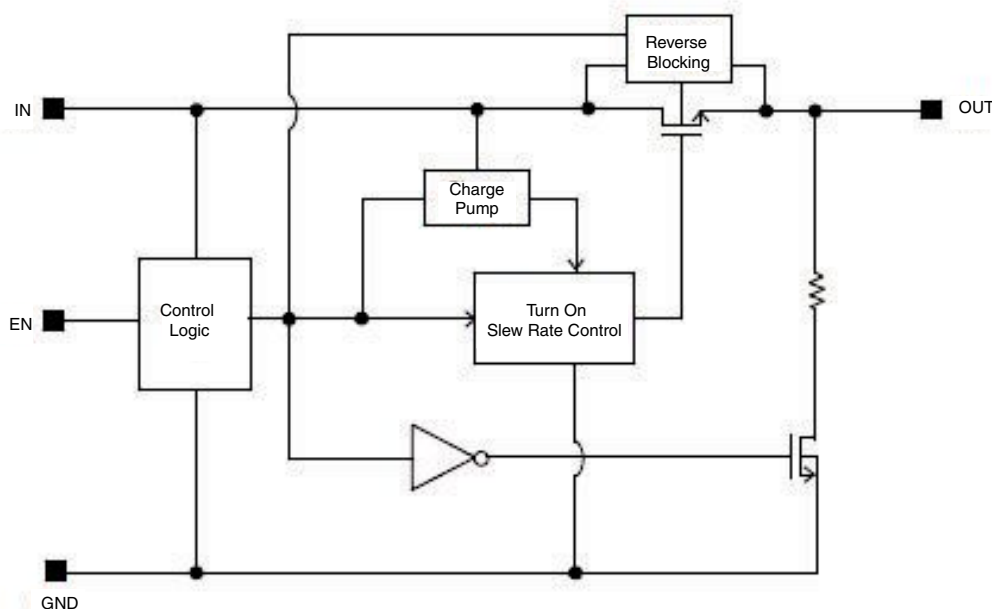 Reverse
Blocking
IN
OUT
Charge
Pump
Control
Logic
Turn On
Slew Rate Control
EN
GND